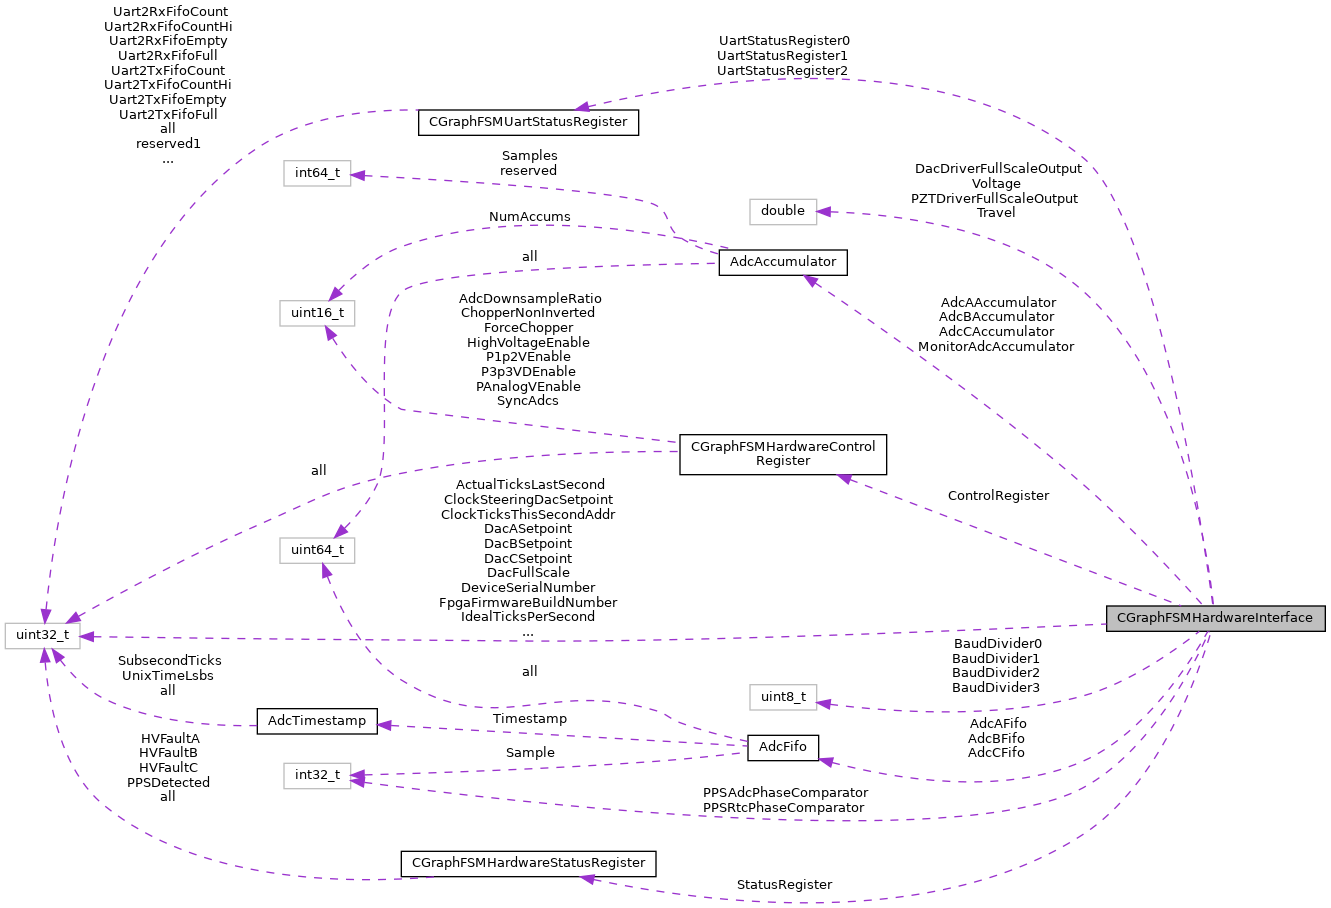 Uart2RxFifoCount
Uart2RxFifoCountHi
Uart2RxFifoEmpty
Uart2RxFifoFull
Uart2TxFifoCount
Uart2TxFifoCountHi
Uart2TxFifoEmpty
Uart2TxFifoFull
all
reserved1
...
UartStatusRegister0
UartStatusRegister1
UartStatusRegister2
CGraphFSMUartStatusRegister
int64_t
Samples
reserved
DacDriverFullScaleOutput
Voltage
PZTDriverFullScaleOutput
Travel
double
NumAccums
all
AdcAccumulator
uint16_t
AdcDownsampleRatio
ChopperNonInverted
ForceChopper
HighVoltageEnable
P1p2VEnable
P3p3VDEnable
PAnalogVEnable
SyncAdcs
AdcAAccumulator
AdcBAccumulator
AdcCAccumulator
MonitorAdcAccumulator
CGraphFSMHardwareControl
Register
all
ControlRegister
ActualTicksLastSecond
ClockSteeringDacSetpoint
ClockTicksThisSecondAddr
DacASetpoint
DacBSetpoint
DacCSetpoint
DacFullScale
DeviceSerialNumber
FpgaFirmwareBuildNumber
IdealTicksPerSecond
...
uint64_t
uint32_t
CGraphFSMHardwareInterface
SubsecondTicks
UnixTimeLsbs
all
all
BaudDivider0
BaudDivider1
BaudDivider2
BaudDivider3
uint8_t
AdcTimestamp
Timestamp
AdcFifo
AdcAFifo
AdcBFifo
AdcCFifo
HVFaultA
HVFaultB
HVFaultC
PPSDetected
all
int32_t
Sample
PPSAdcPhaseComparator
PPSRtcPhaseComparator
CGraphFSMHardwareStatusRegister
StatusRegister